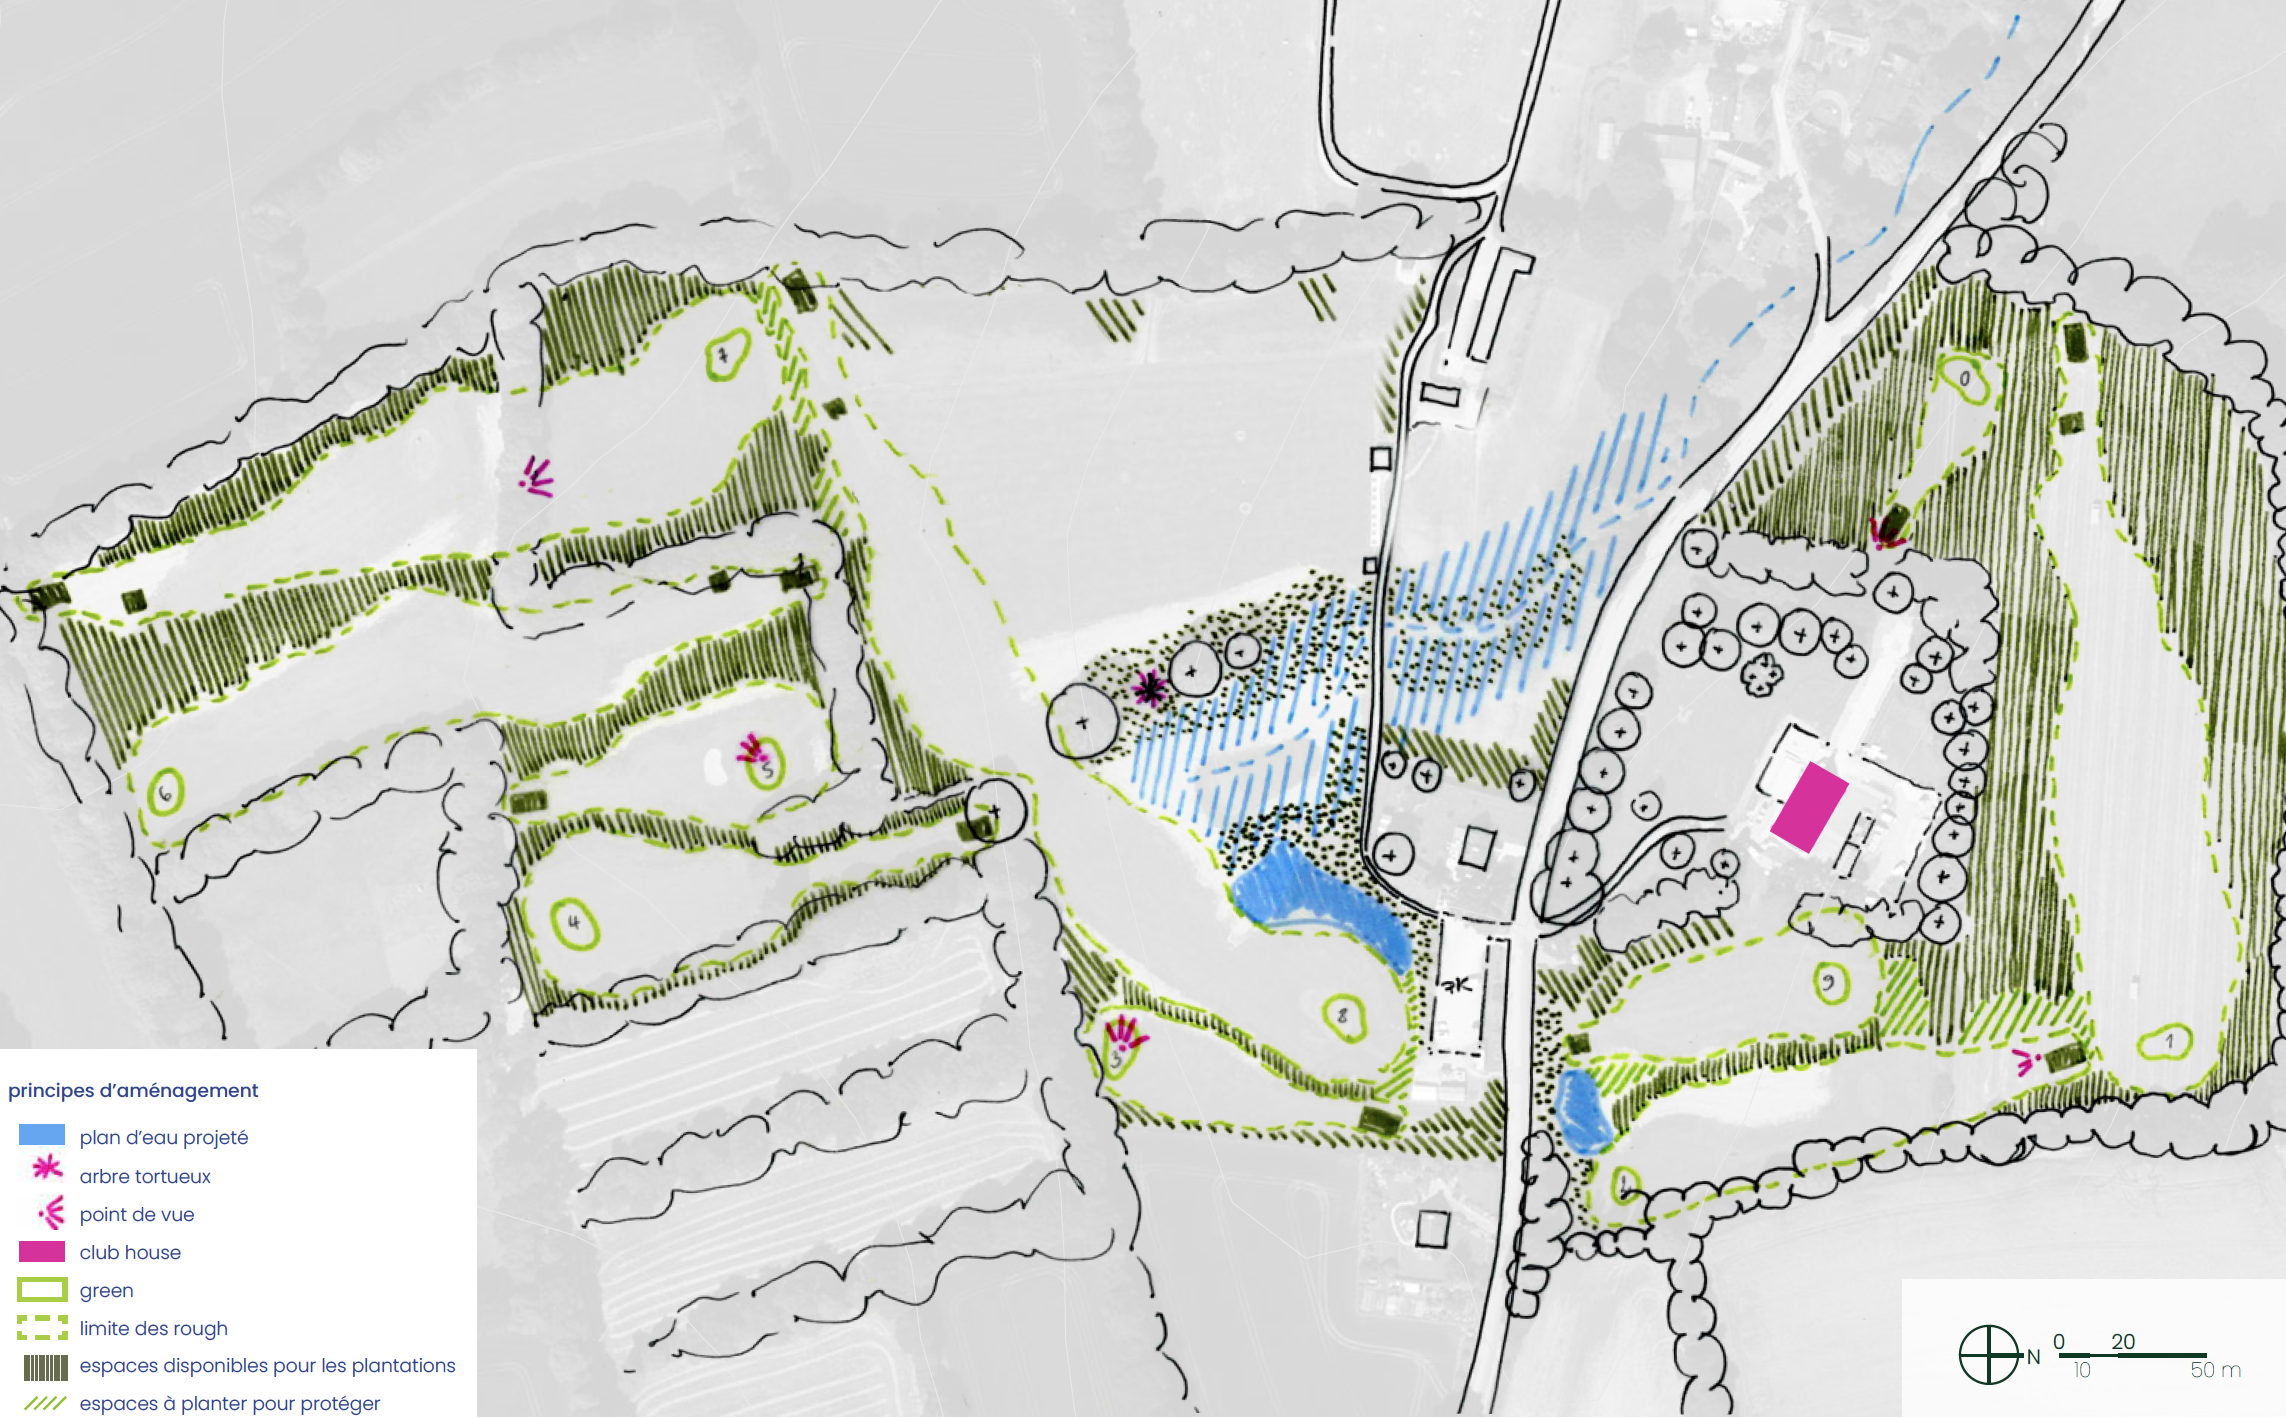 7
0
6
5
4
8
3
9
1
PK
principes d'aménagement
plan d'eau projeté
arbre tortueux
point de vue
club house
green
limite des rough
espaces disponibles pour les plantations
espaces à planter pour protéger
N
0 20
10 50 m